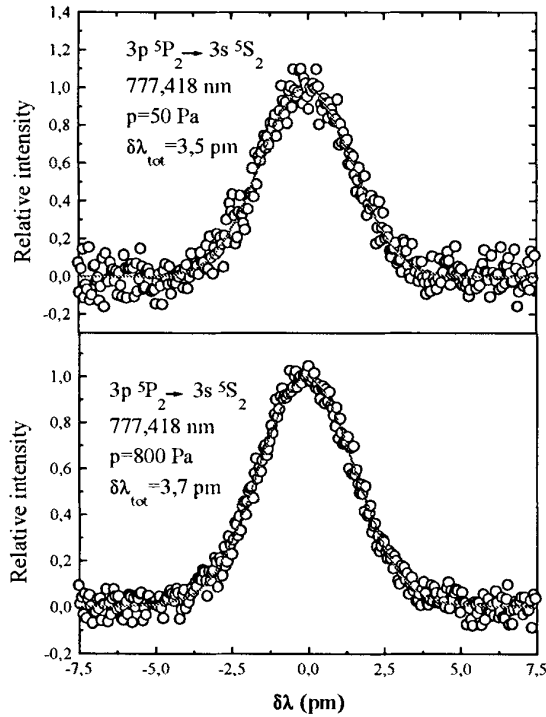 1,4
1,2
1,0
0,8
0,6
0,4
0,2
0,0
0,2
Relative intensity
3p ⁵P₂ → 3s ⁵S₂
777,418 nm
p=50 Pa
δλ_tot=3,5 pm
1,0
0,8
0,6
0,4
0,2
0,0
-0,2
Relative intensity
3p ⁵P₂ → 3s ⁵S₂
777,418 nm
p=800 Pa
δλ_tot=3,7 pm
-7,5 -5,0 -2,5 0,0 2,5 5,0 7,5
δλ (pm)